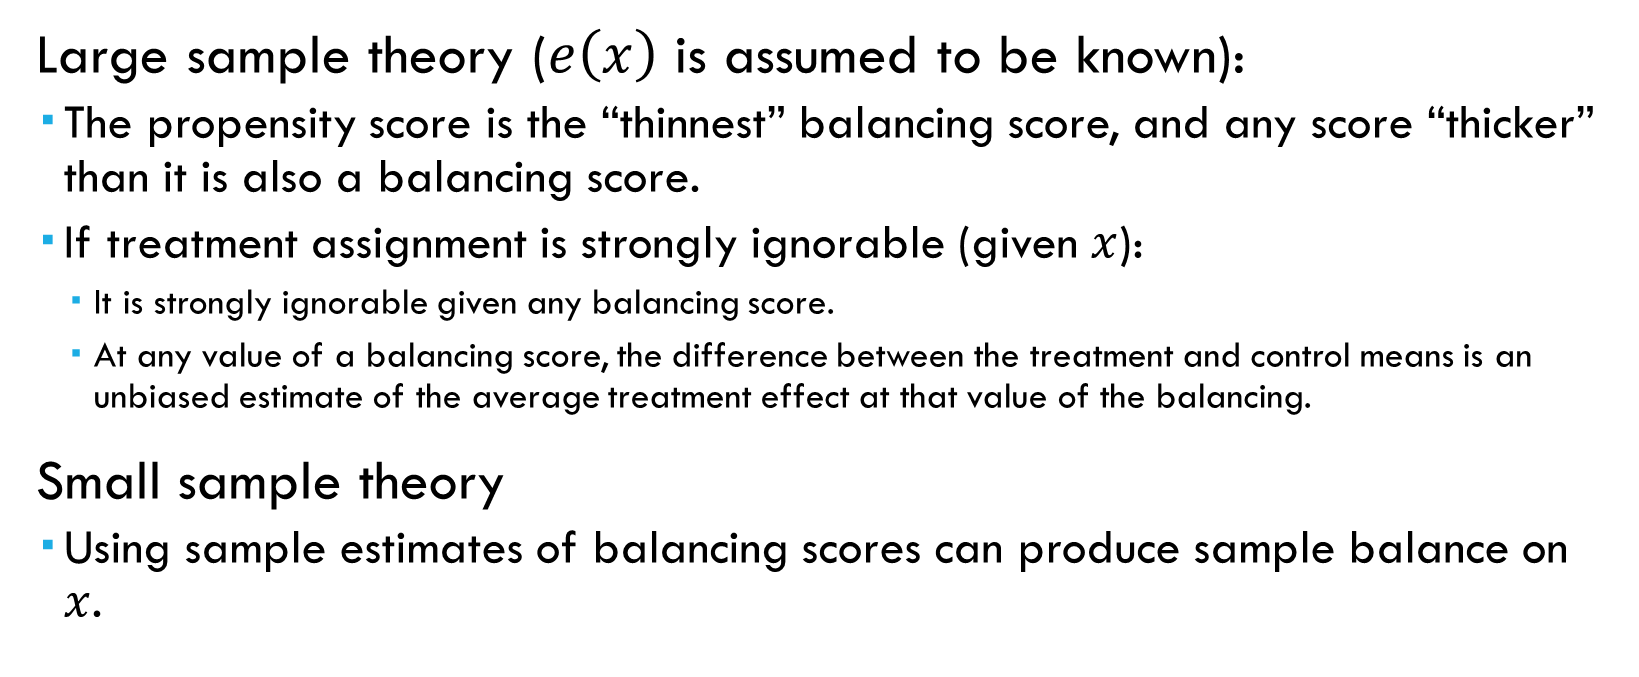 Large sample theory (e(x) is assumed to be known):
▪ The propensity score is the “thinnest” balancing score, and any score “thicker”
than it is also a balancing score.
▪ If treatment assignment is strongly ignorable (given x):
▪ It is strongly ignorable given any balancing score.
▪ At any value of a balancing score, the difference between the treatment and control means is an
unbiased estimate of the average treatment effect at that value of the balancing.
Small sample theory
▪ Using sample estimates of balancing scores can produce sample balance on
x.